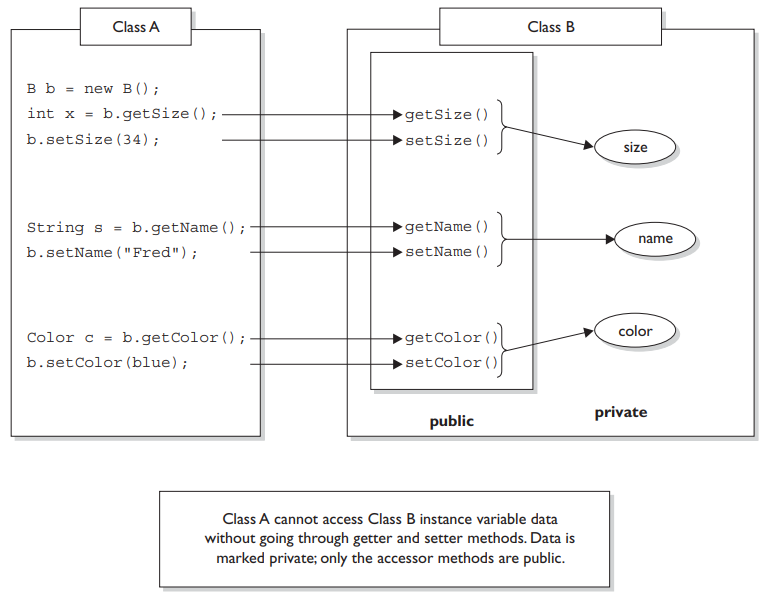 Class A
Class B
B b = new B();
int x = b.getSize();
b.setSize(34);
getSize()
setSize()
size
String s = b.getName();
b.setName("Fred");
getName()
setName()
name
Color c = b.getColor();
b.setColor(blue);
getColor()
setColor()
color
public
private
Class A cannot access Class B instance variable data
without going through getter and setter methods. Data is
marked private; only the accessor methods are public.